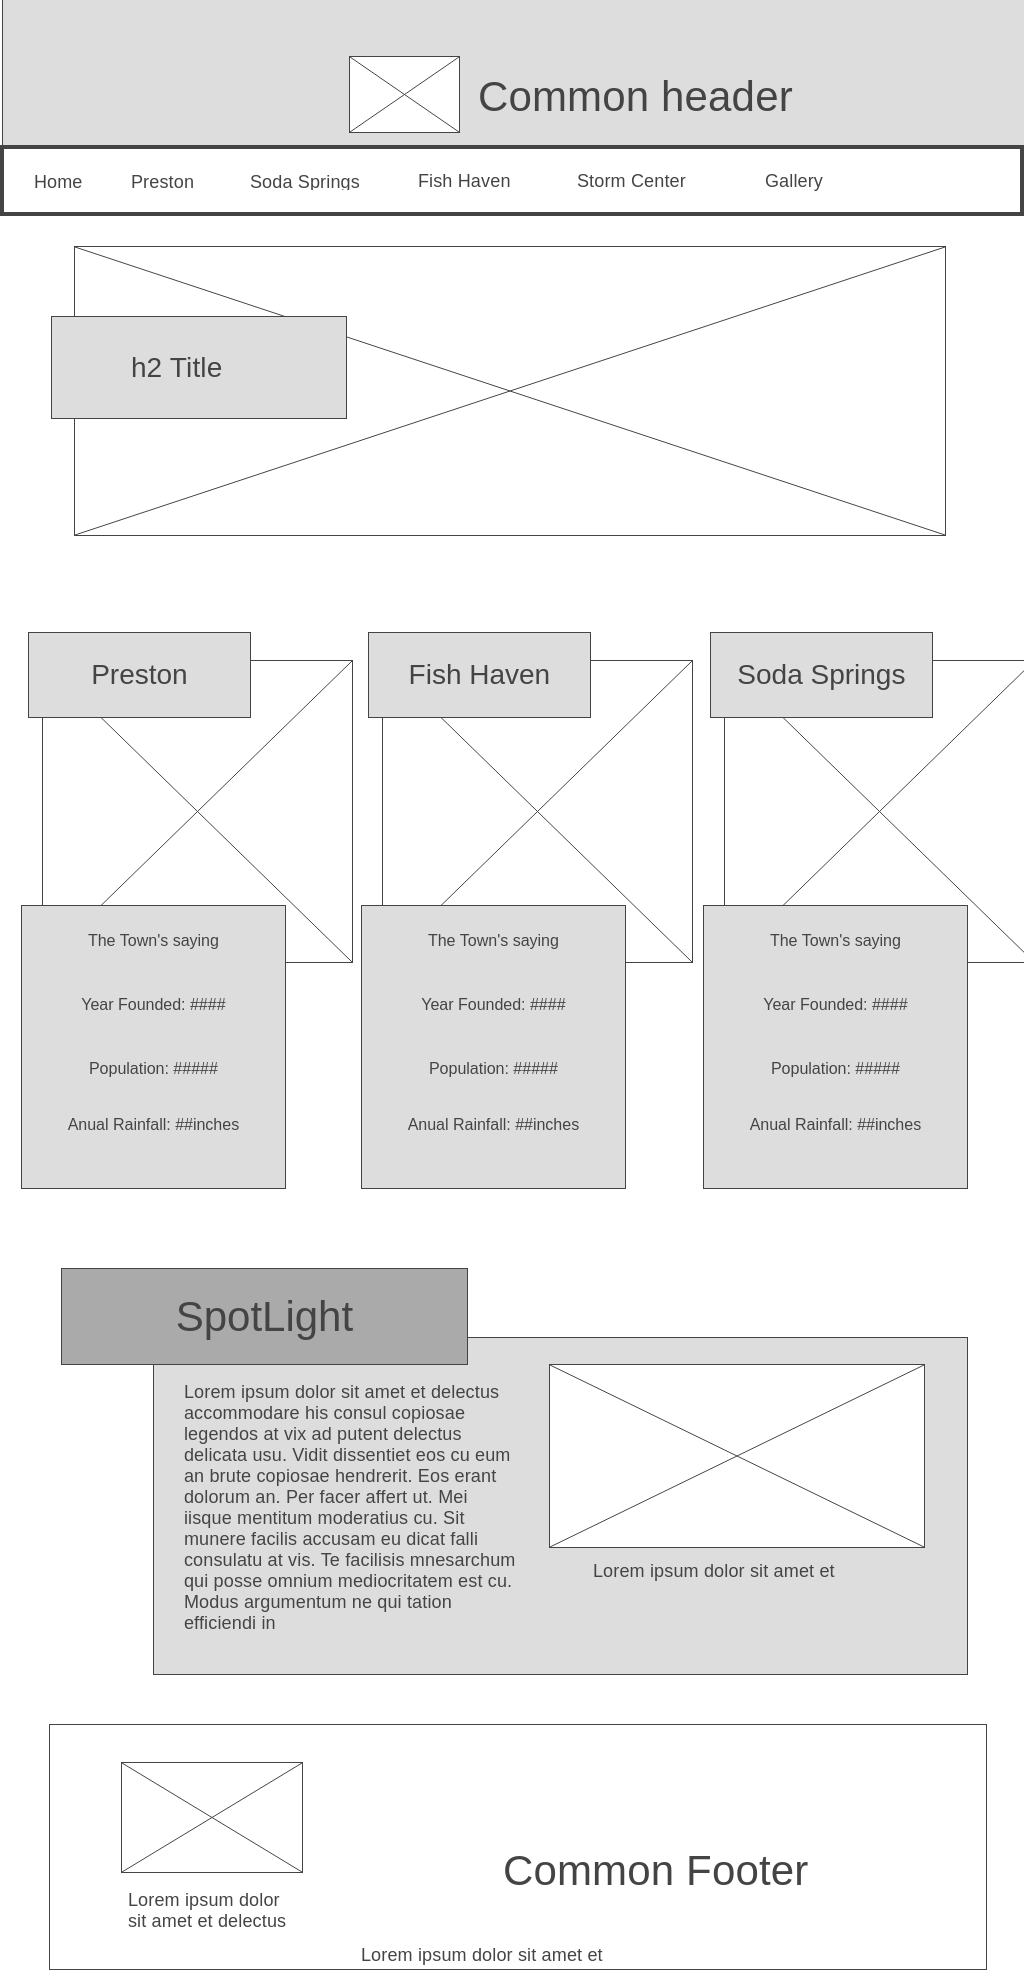 Common header
Home Preston Soda Springs Fish Haven Storm Center Gallery
h2 Title
Preston Fish Haven Soda Springs
The Town's saying The Town's saying The Town's saying
Year Founded: #### Year Founded: #### Year Founded: ####
Population: ##### Population: ##### Population: #####
Anual Rainfall: ##inches Anual Rainfall: ##inches Anual Rainfall: ##inches
SpotLight
Lorem ipsum dolor sit amet et delectus
accommodare his consul copiosae
legendos at vix ad putent delectus
delicata usu. Vidit dissentiet eos cu eum
an brute copiosae hendrerit. Eos erant
dolorum an. Per facer affert ut. Mei
iisque mentitum moderatius cu. Sit
munere facilis accusam eu dicat falli
consulatu at vis. Te facilisis mnesarchum
qui posse omnium mediocritatem est cu.
Modus argumentum ne qui tation
efficiendi in
Lorem ipsum dolor sit amet et
Common Footer
Lorem ipsum dolor
sit amet et delectus
Lorem ipsum dolor sit amet et